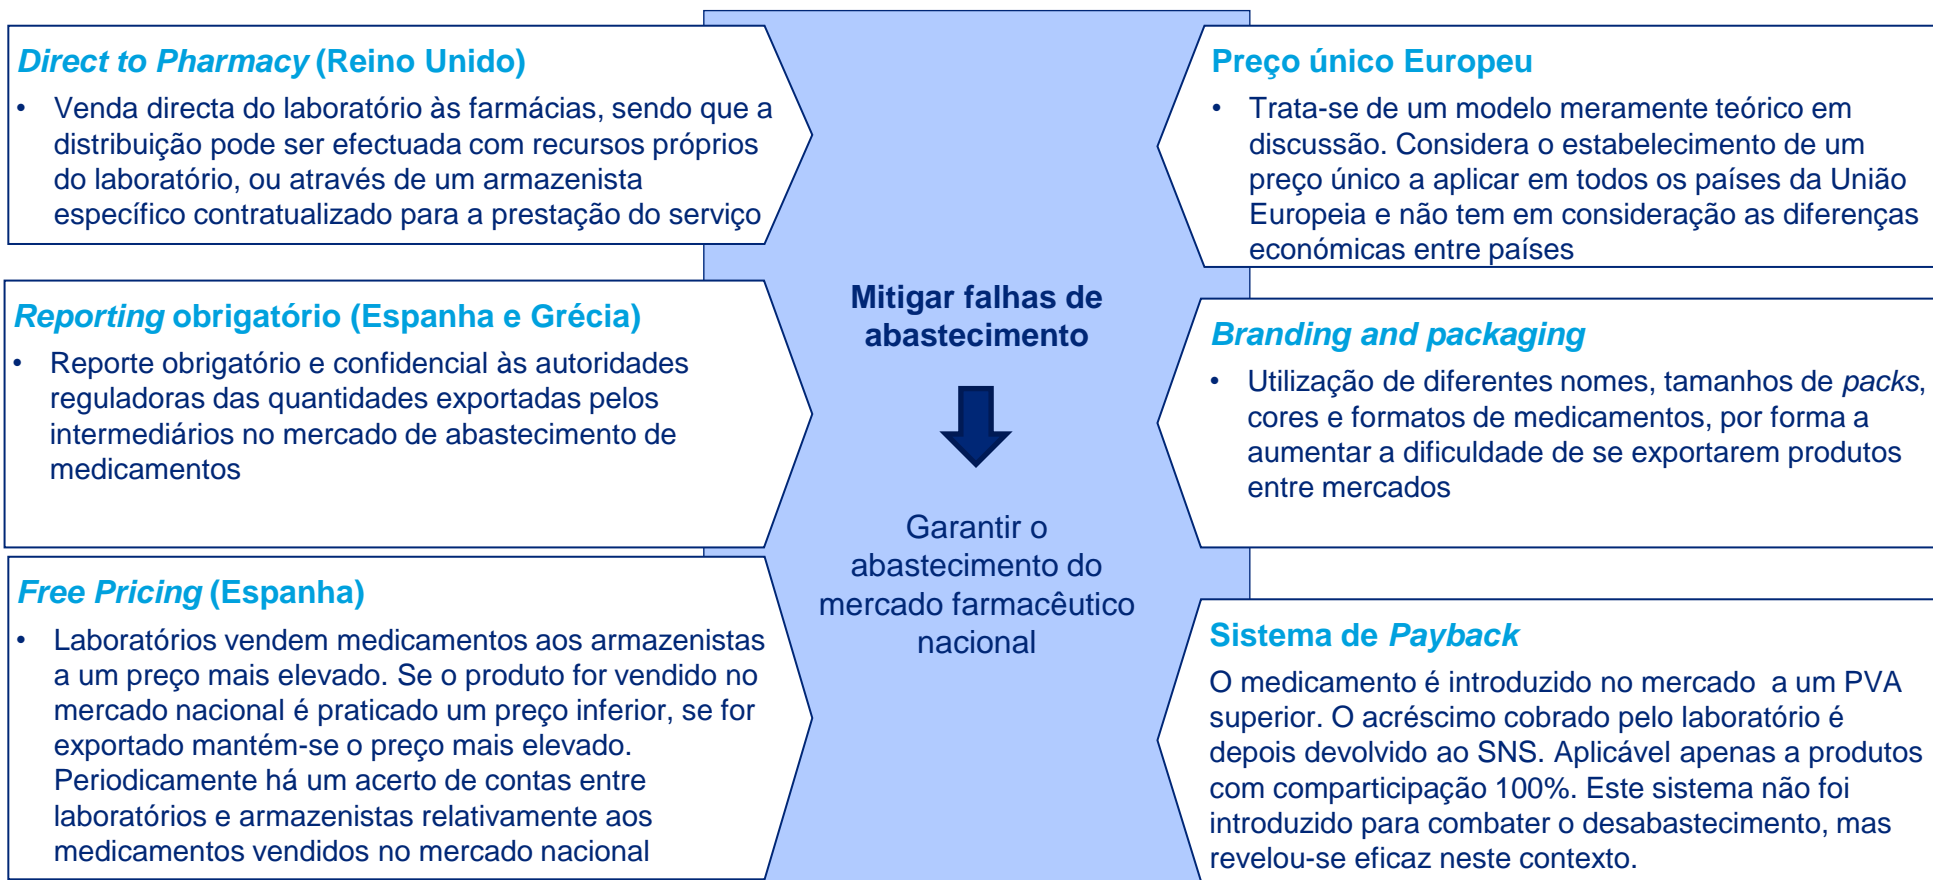 Direct to Pharmacy (Reino Unido)
• Venda directa do laboratório às farmácias, sendo que a
distribuição pode ser efectuada com recursos próprios
do laboratório, ou através de um armazenista
específico contratualizado para a prestação do serviço
Reporting obrigatório (Espanha e Grécia)
• Reporte obrigatório e confidencial às autoridades
reguladoras das quantidades exportadas pelos
intermediários no mercado de abastecimento de
medicamentos
Free Pricing (Espanha)
• Laboratórios vendem medicamentos aos armazenistas
a um preço mais elevado. Se o produto for vendido no
mercado nacional é praticado um preço inferior, se for
exportado mantém-se o preço mais elevado.
Periodicamente há um acerto de contas entre
laboratórios e armazenistas relativamente aos
medicamentos vendidos no mercado nacional
Mitigar falhas de
abastecimento
Garantir o
abastecimento do
mercado farmacêutico
nacional
Preço único Europeu
• Trata-se de um modelo meramente teórico em
discussão. Considera o estabelecimento de um
preço único a aplicar em todos os países da União
Europeia e não tem em consideração as diferenças
económicas entre países
Branding and packaging
• Utilização de diferentes nomes, tamanhos de packs,
cores e formatos de medicamentos, por forma a
aumentar a dificuldade de se exportarem produtos
entre mercados
Sistema de Payback
O medicamento é introduzido no mercado a um PVA
superior. O acréscimo cobrado pelo laboratório é
depois devolvido ao SNS. Aplicável apenas a produtos
com comparticipação 100%. Este sistema não foi
introduzido para combater o desabastecimento, mas
revelou-se eficaz neste contexto.